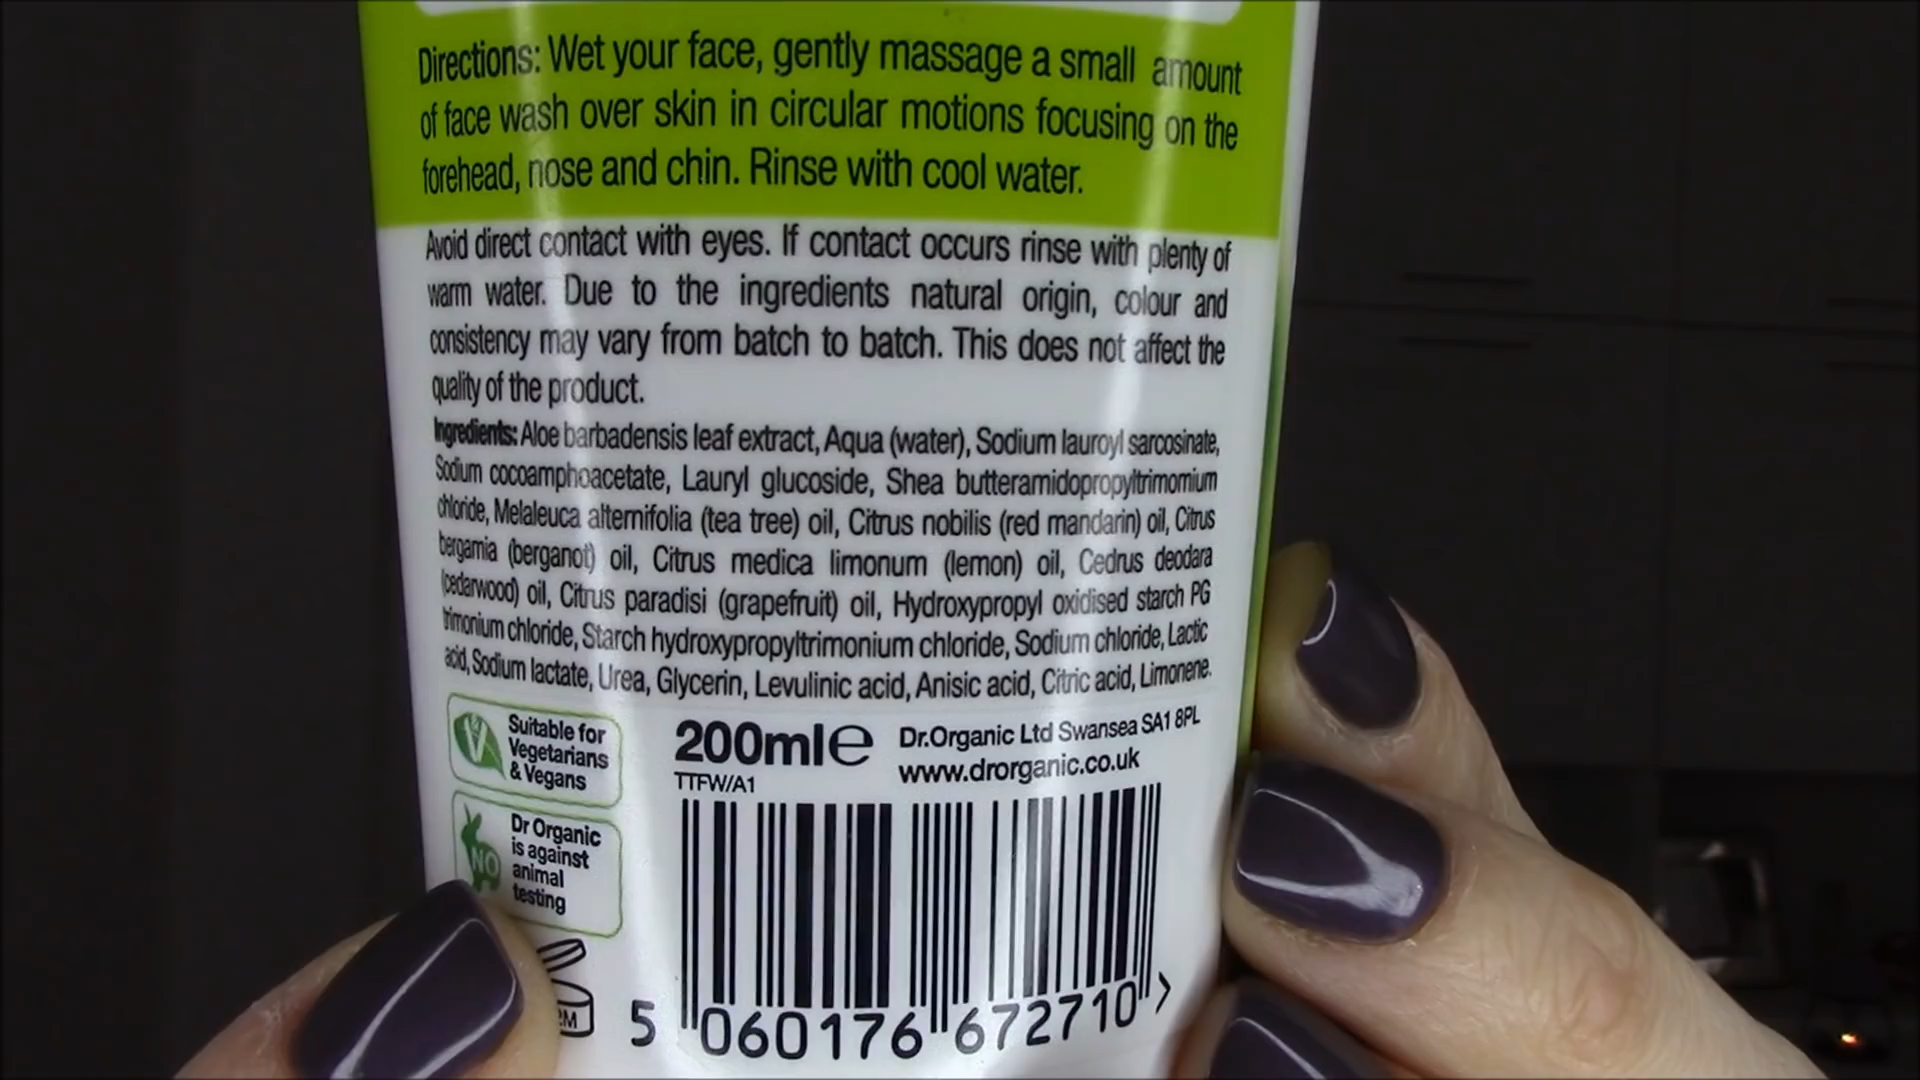 Directions: Wet your face, gently massage a small amount
of face wash over skin in circular motions focusing on the
forehead, nose and chin. Rinse with cool water.
Avoid direct contact with eyes. If contact occurs rinse with plenty of
warm water. Due to the ingredients natural origin, colour and
consistency may vary from batch to batch. This does not affect the
quality of the product.
Ingredients: Aloe barbadensis leaf extract, Aqua (water), Sodium lauroyl sarcosinate,
Sodium cocoamphoacetate, Lauryl glucoside, Shea butteramidopropyltrimomium
chloride, Melaleuca alternifolia (tea tree) oil, Citrus nobilis (red mandarin) oil, Citrus
bergamia (berganot) oil, Citrus medica limonum (lemon) oil, Cedrus deodara
(cedarwood) oil, Citrus paradisi (grapefruit) oil, Hydroxypropyl oxidised starch PG
trimonium chloride, Starch hydroxypropyltrimonium chloride, Sodium chloride, Lactic
acid, Sodium lactate, Urea, Glycerin, Levulinic acid, Anisic acid, Citric acid, Limonene.
Suitable for
Vegetarians
& Vegans
200ml℮
TTFW/A1
Dr.Organic Ltd Swansea SA1 8PL
www.drorganic.co.uk
NO
Dr Organic
is against
animal
testing
5 060176 672710 >